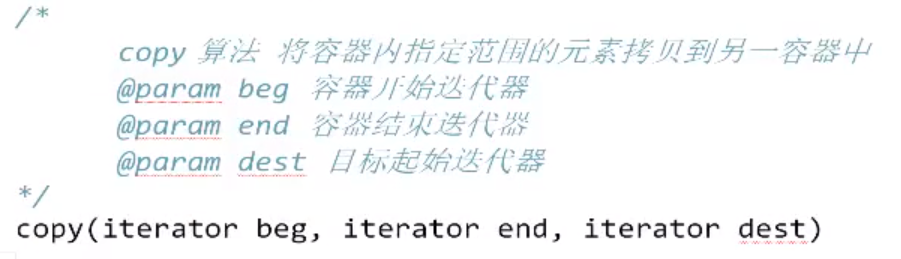 /*
copy 算法 将容器内指定范围的元素拷贝到另一容器中
@param beg 容器开始迭代器
@param end 容器结束迭代器
@param dest 目标起始迭代器
*/
copy(iterator beg, iterator end, iterator dest)